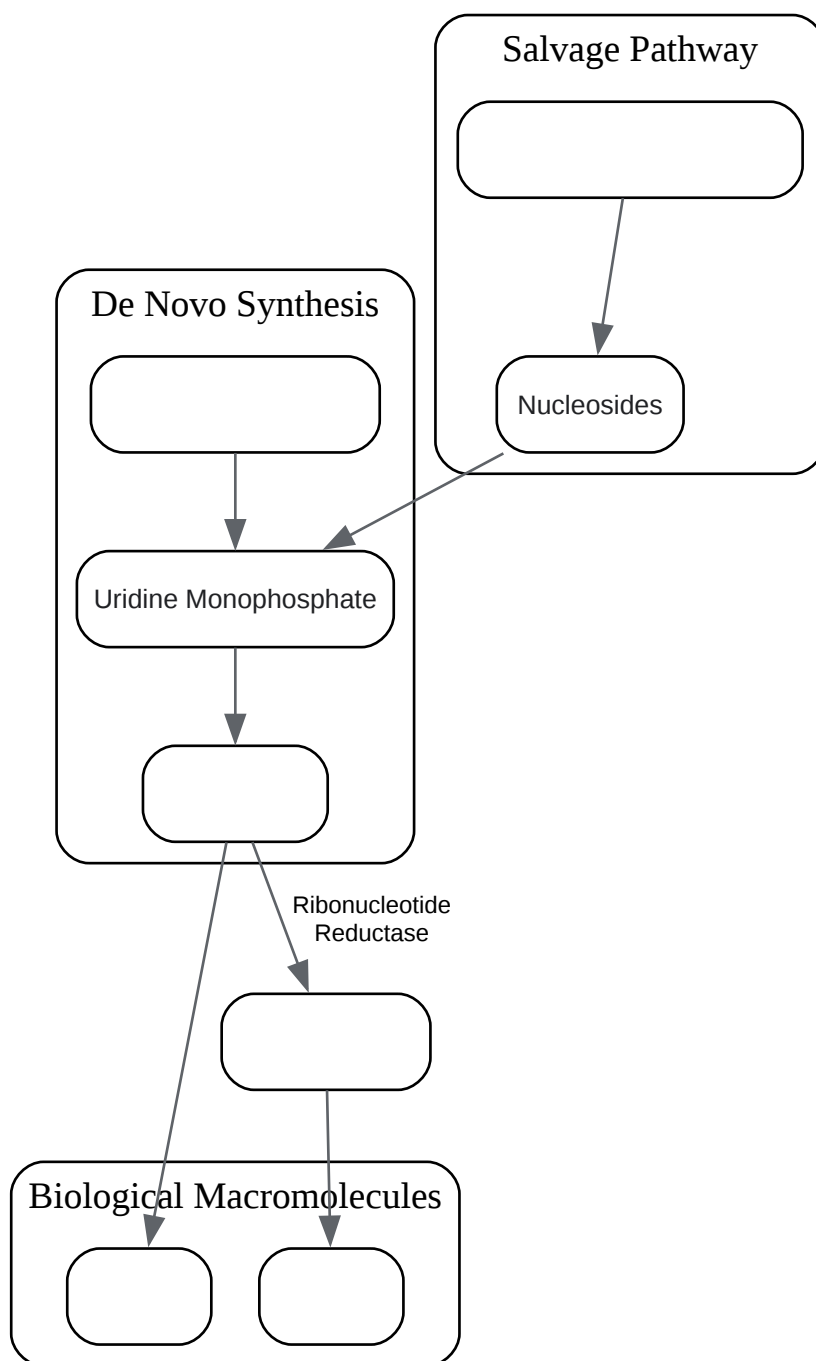 Salvage Pathway
De Novo Synthesis
Nucleosides
Uridine Monophosphate
Ribonucleotide
Reductase
Biological Macromolecules